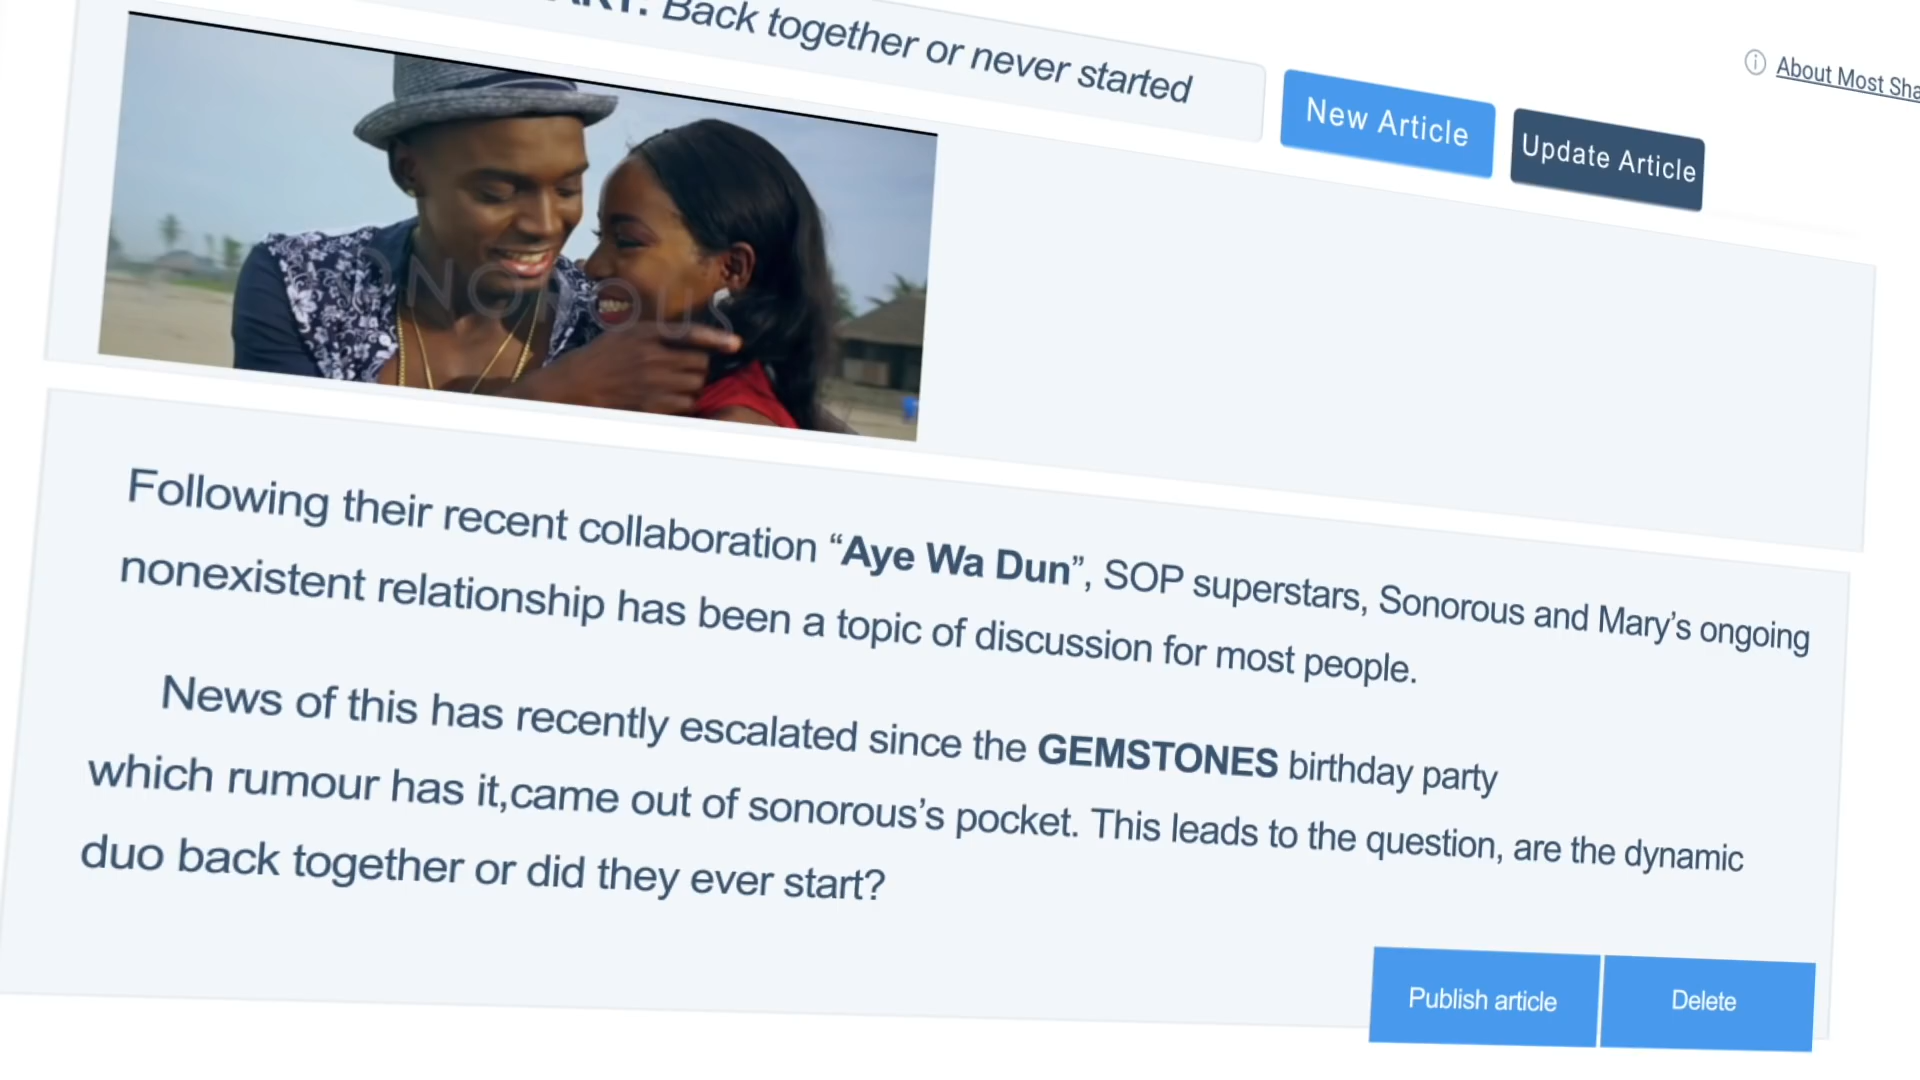 Back together or never started
About Most
New Article
Update Article
SONOROUS
Following their recent collaboration “Aye Wa Dun”, SOP superstars, Sonorous and Mary’s ongoing
nonexistent relationship has been a topic of discussion for most people.
News of this has recently escalated since the GEMSTONES birthday party
which rumour has it,came out of sonorous’s pocket. This leads to the question, are the dynamic
duo back together or did they ever start?
Publish article
Delete